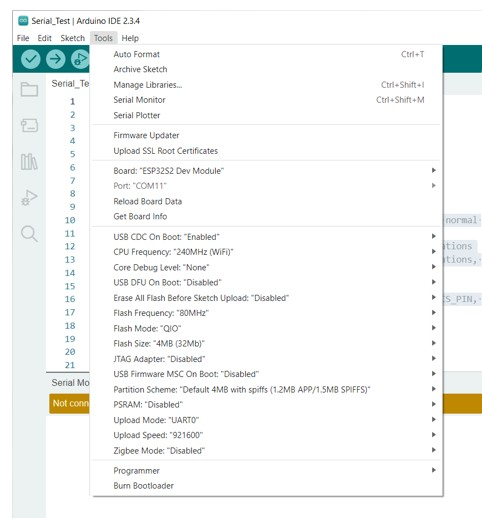 Serial_Test | Arduino IDE 2.3.4
File Edit Sketch Tools Help
Serial_Te
Auto Format Ctrl+T
Archive Sketch
Manage Libraries... Ctrl+Shift+I
Serial Monitor Ctrl+Shift+M
Serial Plotter
Firmware Updater
Upload SSL Root Certificates
Board: "ESP32S2 Dev Module"
Port: "COM11"
Reload Board Data
Get Board Info
USB CDC On Boot: "Enabled"
CPU Frequency: "240MHz (WiFi)"
Core Debug Level: "None"
USB DFU On Boot: "Disabled"
Erase All Flash Before Sketch Upload: "Disabled"
Flash Frequency: "80MHz"
Flash Mode: "QIO"
Flash Size: "4MB (32Mb)"
JTAG Adapter: "Disabled"
USB Firmware MSC On Boot: "Disabled"
Partition Scheme: "Default 4MB with spiffs (1.2MB APP/1.5MB SPIFFS)"
PSRAM: "Disabled"
Upload Mode: "UART0"
Upload Speed: "921600"
Zigbee Mode: "Disabled"
Programmer
Burn Bootloader
1
2
3
4
5
6
7
8
9
10
11
12
13
14
15
16
17
18
19
20
21
normal
ations
ations,
CS_PIN,
Serial Mo
Not conn